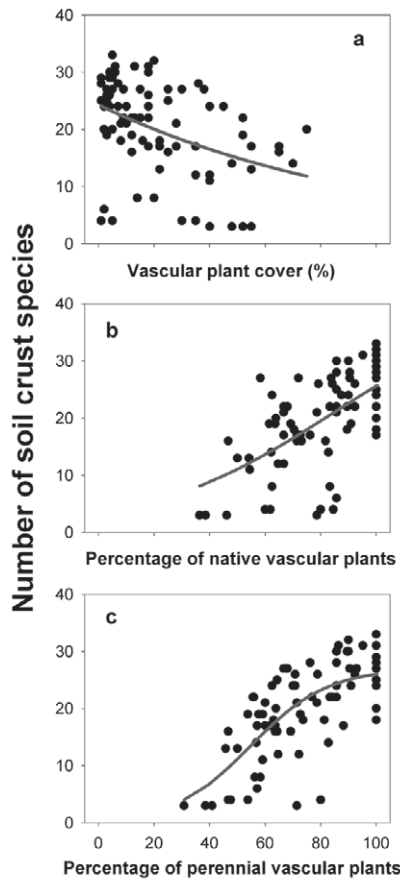 Number of soil crust species
a
40
30
20
10
0
Vascular plant cover (%)
b
40
30
20
10
0
Percentage of native vascular plants
c
40
30
20
10
0
0 20 40 60 80 100
Percentage of perennial vascular plants